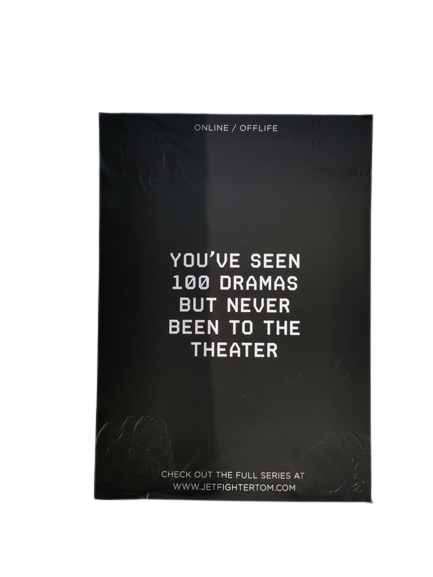 ONLINE / OFFLIFE
YOU'VE SEEN
100 DRAMAS
BUT NEVER
BEEN TO THE
THEATER
CHECK OUT THE FULL SERIES AT
WWW.JETFIGHTERTOM.COM